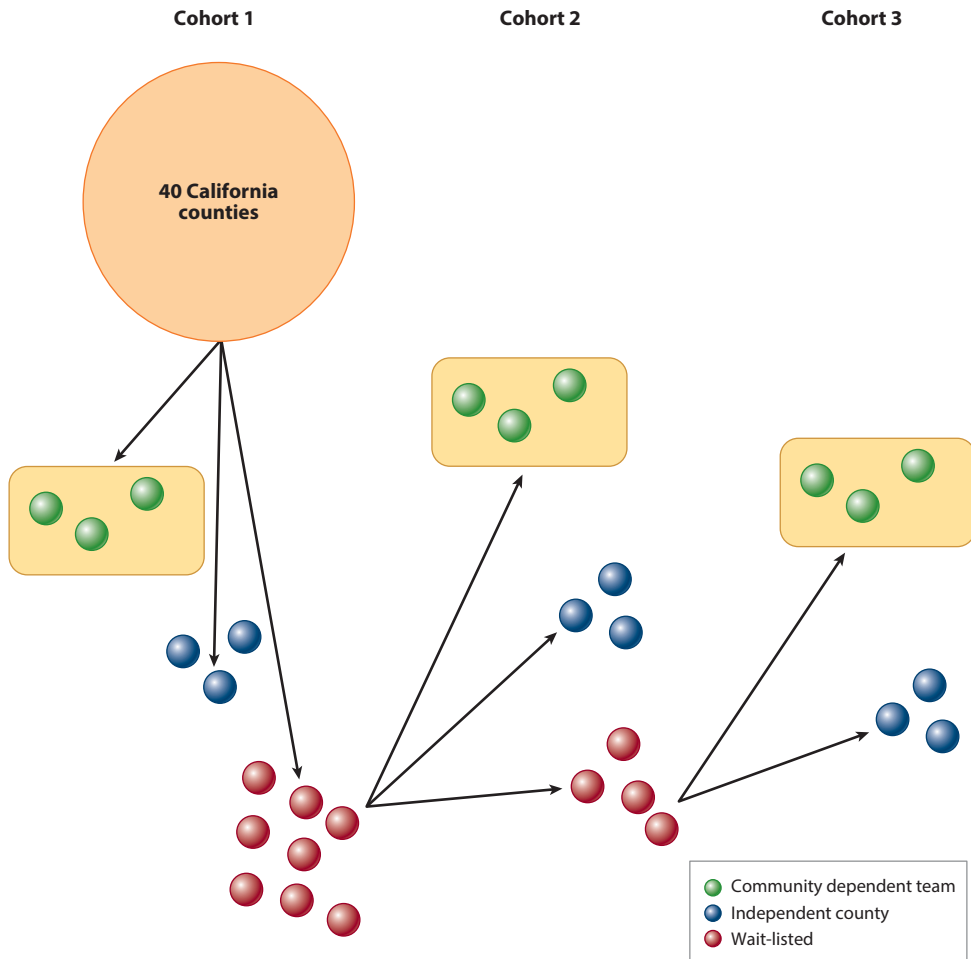 Cohort 1
Cohort 2
Cohort 3
40 California
counties
Community dependent team
Independent county
Wait-listed